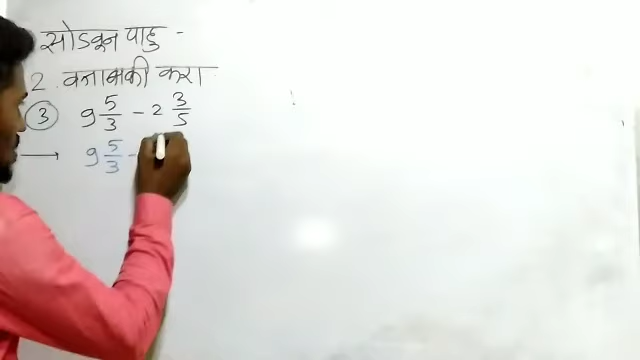 सोडवून पाहू -
2. वजाबाकी करा
③ 9 5/3 - 2 3/5
→ 9 5/3 -